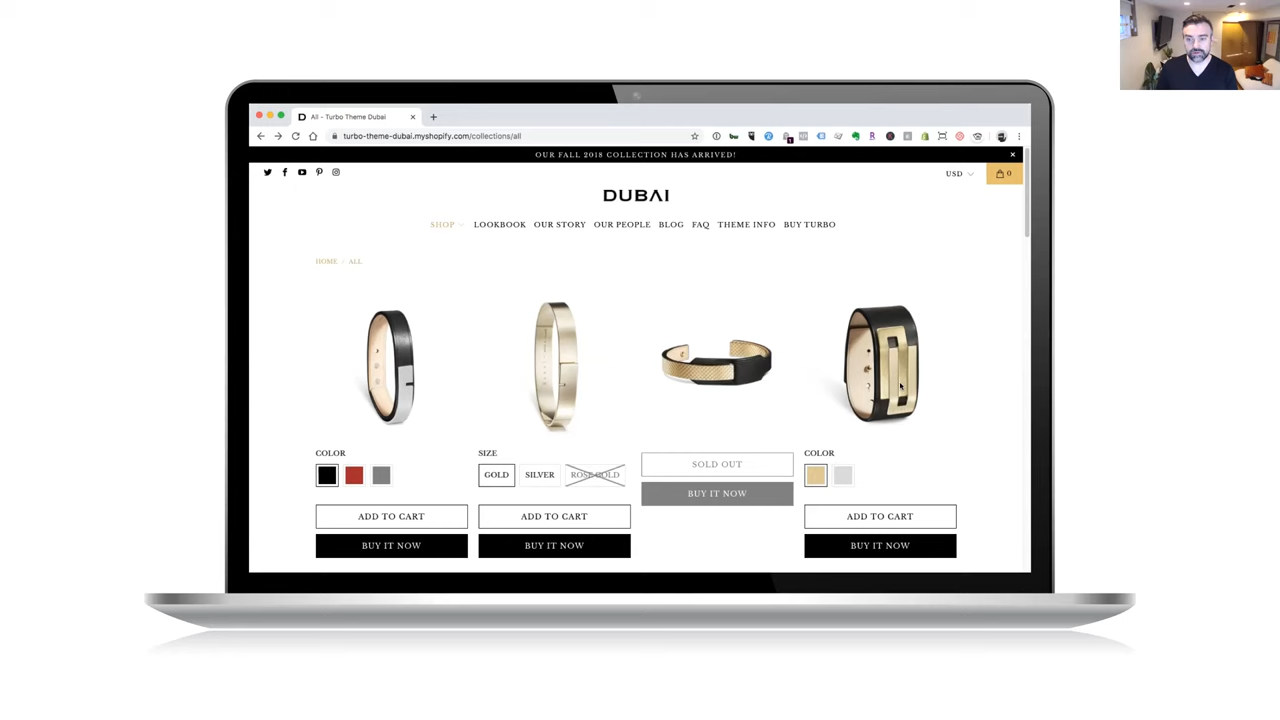 All - Turbo Theme Dubai
turbo-theme-dubai.myshopify.com/collections/all
OUR FALL 2018 COLLECTION HAS ARRIVED!
USD
0
DUBAI
SHOP LOOKBOOK OUR STORY OUR PEOPLE BLOG FAQ THEME INFO BUY TURBO
HOME / ALL
COLOR
SIZE
COLOR
GOLD SILVER ROSE GOLD
SOLD OUT
BUY IT NOW
ADD TO CART ADD TO CART ADD TO CART
BUY IT NOW BUY IT NOW BUY IT NOW